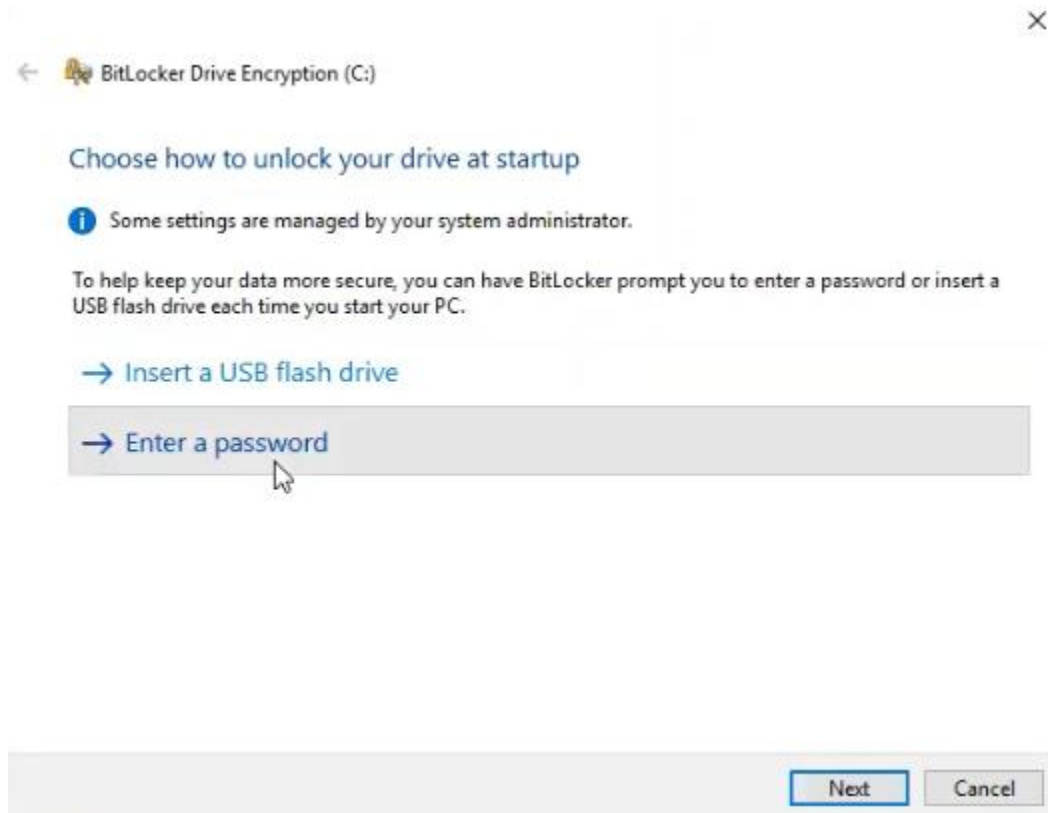 BitLocker Drive Encryption (C:)
Choose how to unlock your drive at startup
Some settings are managed by your system administrator.
To help keep your data more secure, you can have BitLocker prompt you to enter a password or insert a
USB flash drive each time you start your PC.
Insert a USB flash drive
Enter a password
Next Cancel